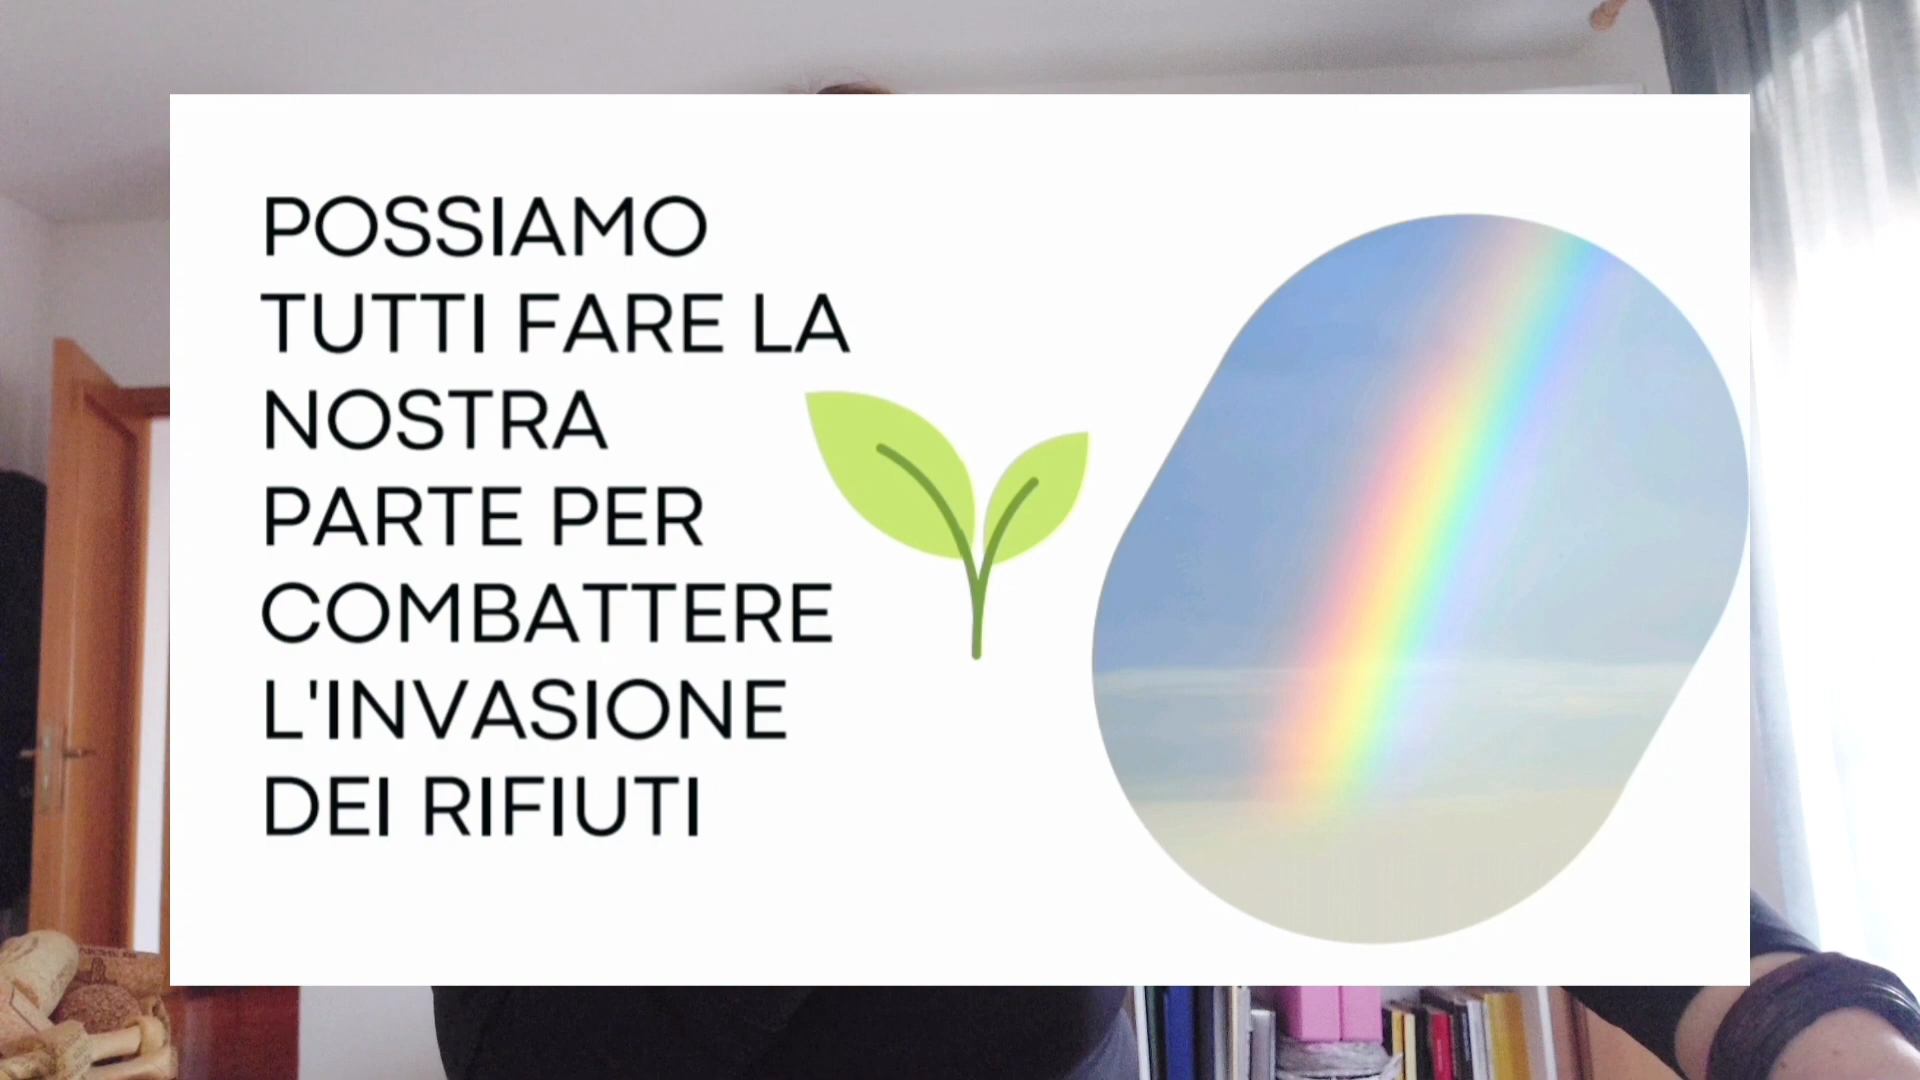 POSSIAMO
TUTTI FARE LA
NOSTRA
PARTE PER
COMBATTERE
L'INVASIONE
DEI RIFIUTI